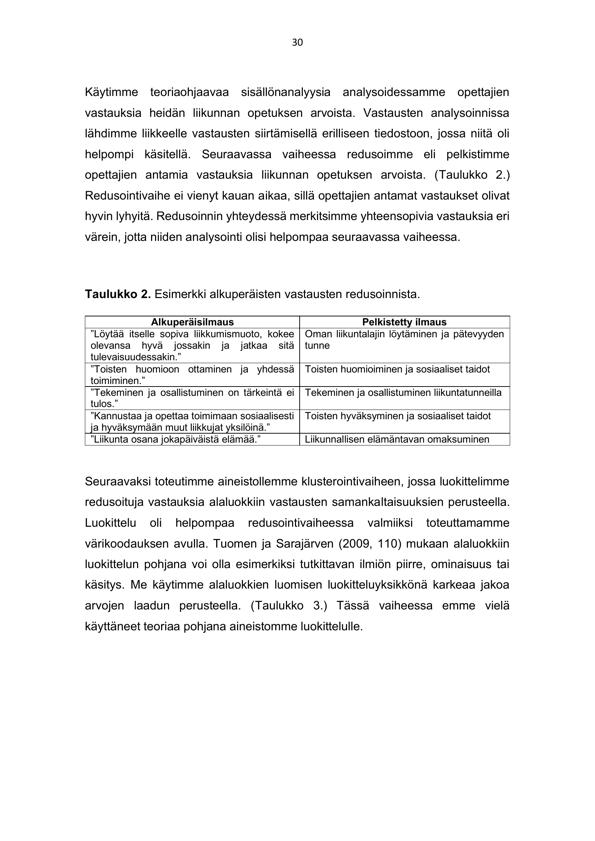 30
Käytimme teoriaohjaavaa sisällönanalyysia analysoidessamme opettajien
vastauksia heidän liikunnan opetuksen arvoista. Vastausten analysoinnissa
lähdimme liikkeelle vastausten siirtämisellä erilliseen tiedostoon, jossa niitä oli
helpompi käsitellä. Seuraavassa vaiheessa redusoimme eli pelkistimme
opettajien antamia vastauksia liikunnan opetuksen arvoista. (Taulukko 2.)
Redusointivaihe ei vienyt kauan aikaa, sillä opettajien antamat vastaukset olivat
hyvin lyhyitä. Redusoinnin yhteydessä merkitsimme yhteensopivia vastauksia eri
värein, jotta niiden analysointi olisi helpompaa seuraavassa vaiheessa.
Taulukko 2. Esimerkki alkuperäisten vastausten redusoinnista.
Alkuperäisilmaus Pelkistetty ilmaus
"Löytää itselle sopiva liikkumismuoto, kokee Oman liikuntalajin löytäminen ja pätevyyden
olevansa hyvä jossakin ja jatkaa sitä tunne
tulevaisuudessakin."
"Toisten huomioon ottaminen ja yhdessä Toisten huomioiminen ja sosiaaliset taidot
toimiminen."
"Tekeminen ja osallistuminen on tärkeintä ei Tekeminen ja osallistuminen liikuntatunneilla
tulos."
"Kannustaa ja opettaa toimimaan sosiaalisesti Toisten hyväksyminen ja sosiaaliset taidot
ja hyväksymään muut liikkujat yksilöinä."
"Liikunta osana jokapäiväistä elämää." Liikunnallisen elämäntavan omaksuminen
Seuraavaksi toteutimme aineistollemme klusterointivaiheen, jossa luokittelimme
redusoituja vastauksia alaluokkiin vastausten samankaltaisuuksien perusteella.
Luokittelu oli helpompaa redusointivaiheessa valmiiksi toteuttamamme
värikoodauksen avulla. Tuomen ja Sarajärven (2009, 110) mukaan alaluokkiin
luokittelun pohjana voi olla esimerkiksi tutkittavan ilmiön piirre, ominaisuus tai
käsitys. Me käytimme alaluokkien luomisen luokitteluyksikkönä karkeaa jakoa
arvojen laadun perusteella. (Taulukko 3.) Tässä vaiheessa emme vielä
käyttäneet teoriaa pohjana aineistomme luokittelulle.